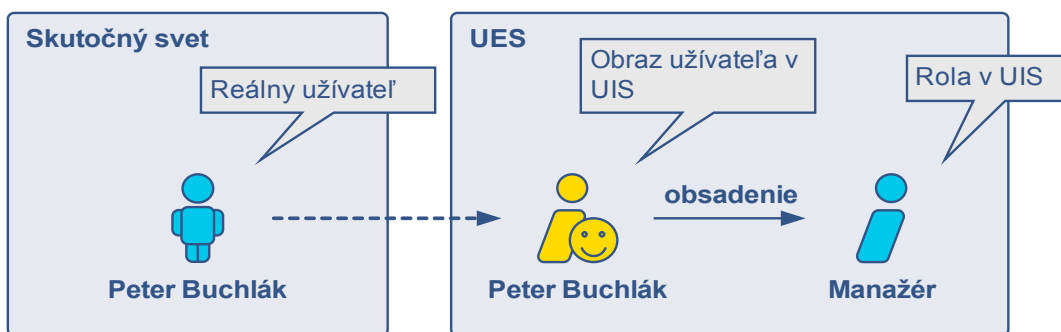 Skutočný svet
UES
Reálny užívateľ
Obraz užívateľa v
UIS
Rola v UIS
obsadenie
Peter Buchlák
Peter Buchlák
Manažér